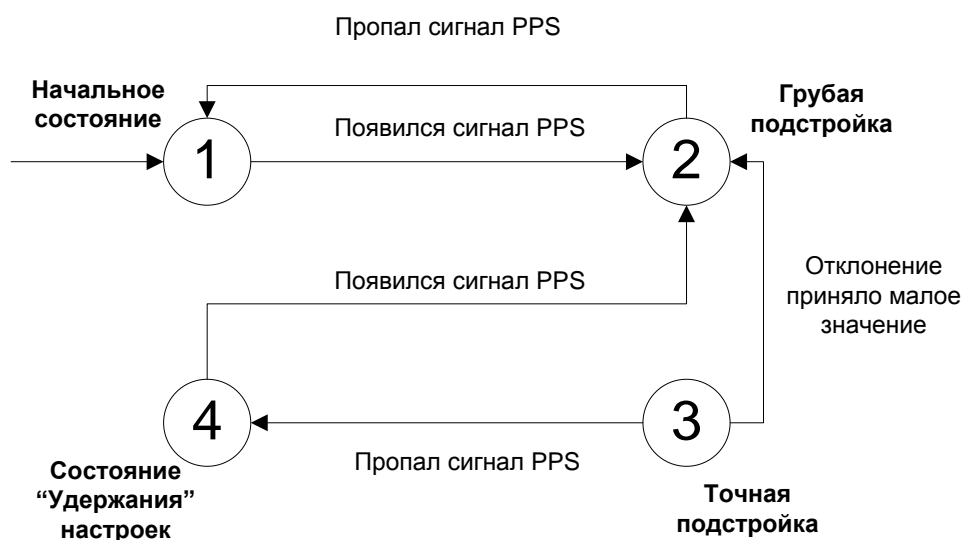 Пропал сигнал PPS
Начальное
состояние
Грубая
подстройка
Появился сигнал PPS
1
2
Появился сигнал PPS
Отклонение
приняло малое
значение
4
3
Пропал сигнал PPS
Состояние
“Удержания”
настроек
Точная
подстройка